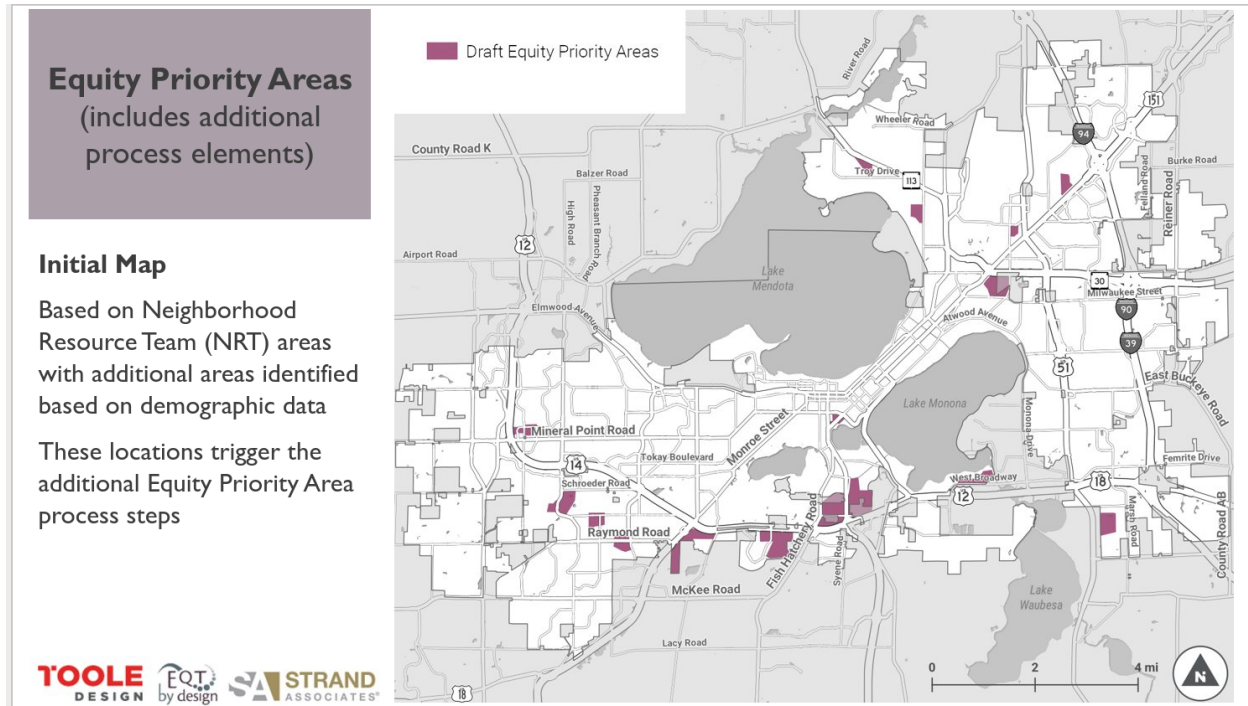 Equity Priority Areas
(includes additional
process elements)
Initial Map
Based on Neighborhood
Resource Team (NRT) areas
with additional areas identified
based on demographic data
These locations trigger the
additional Equity Priority Area
process steps
TOOLE
DESIGN
EQT
by design
SA STRAND
ASSOCIATES®
Draft Equity Priority Areas
River Road
151
Wheeler Road
94
County Road K
Burke Road
Troy Drive
Balzer Road
113
Felland Road
Reiner Road
High Road
Pheasant Branch Road
12
Airport Road
Lake
Mendota
30
Milwaukee Street
Elmwood Avenue
90
Atwood Avenue
39
51
East Buckeye Road
Lake Monona
Monona Drive
Mineral Point Road
Monroe Street
Tokay Boulevard
14
Femrite Drive
West Broadway
Schroeder Road
18
12
Marsh Road
County Road AB
Raymond Road
Fish Hatchery Road
Syene Road
McKee Road
Lake
Waubesa
Lacy Road
0 2 4 mi
N
18